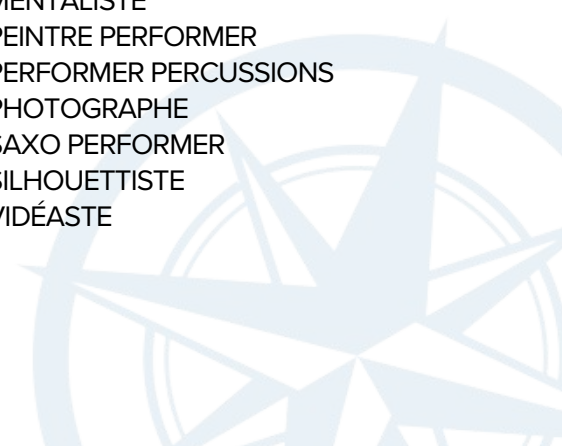 MENTALISTE
PEINTRE PERFORMER
PERFORMER PERCUSSIONS
PHOTOGRAPHE
SAXO PERFORMER
SILHOUETTISTE
VIDÉASTE